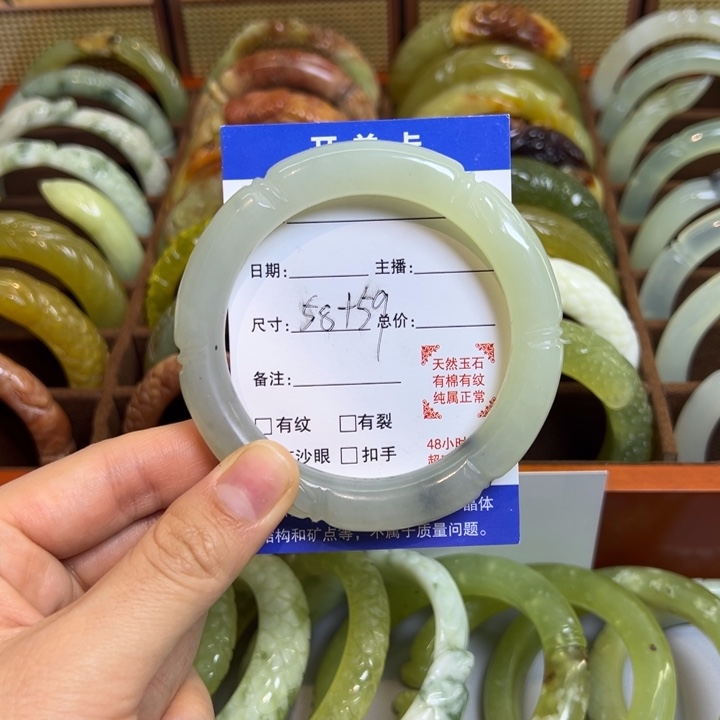 日期: 主播:
尺寸: 58+59 总价:
备注:
天然玉石
有棉有纹
纯属正常
□有纹 □有裂
沙眼 □扣手
48小时
晶体
结构和矿点等，不属于质量问题。